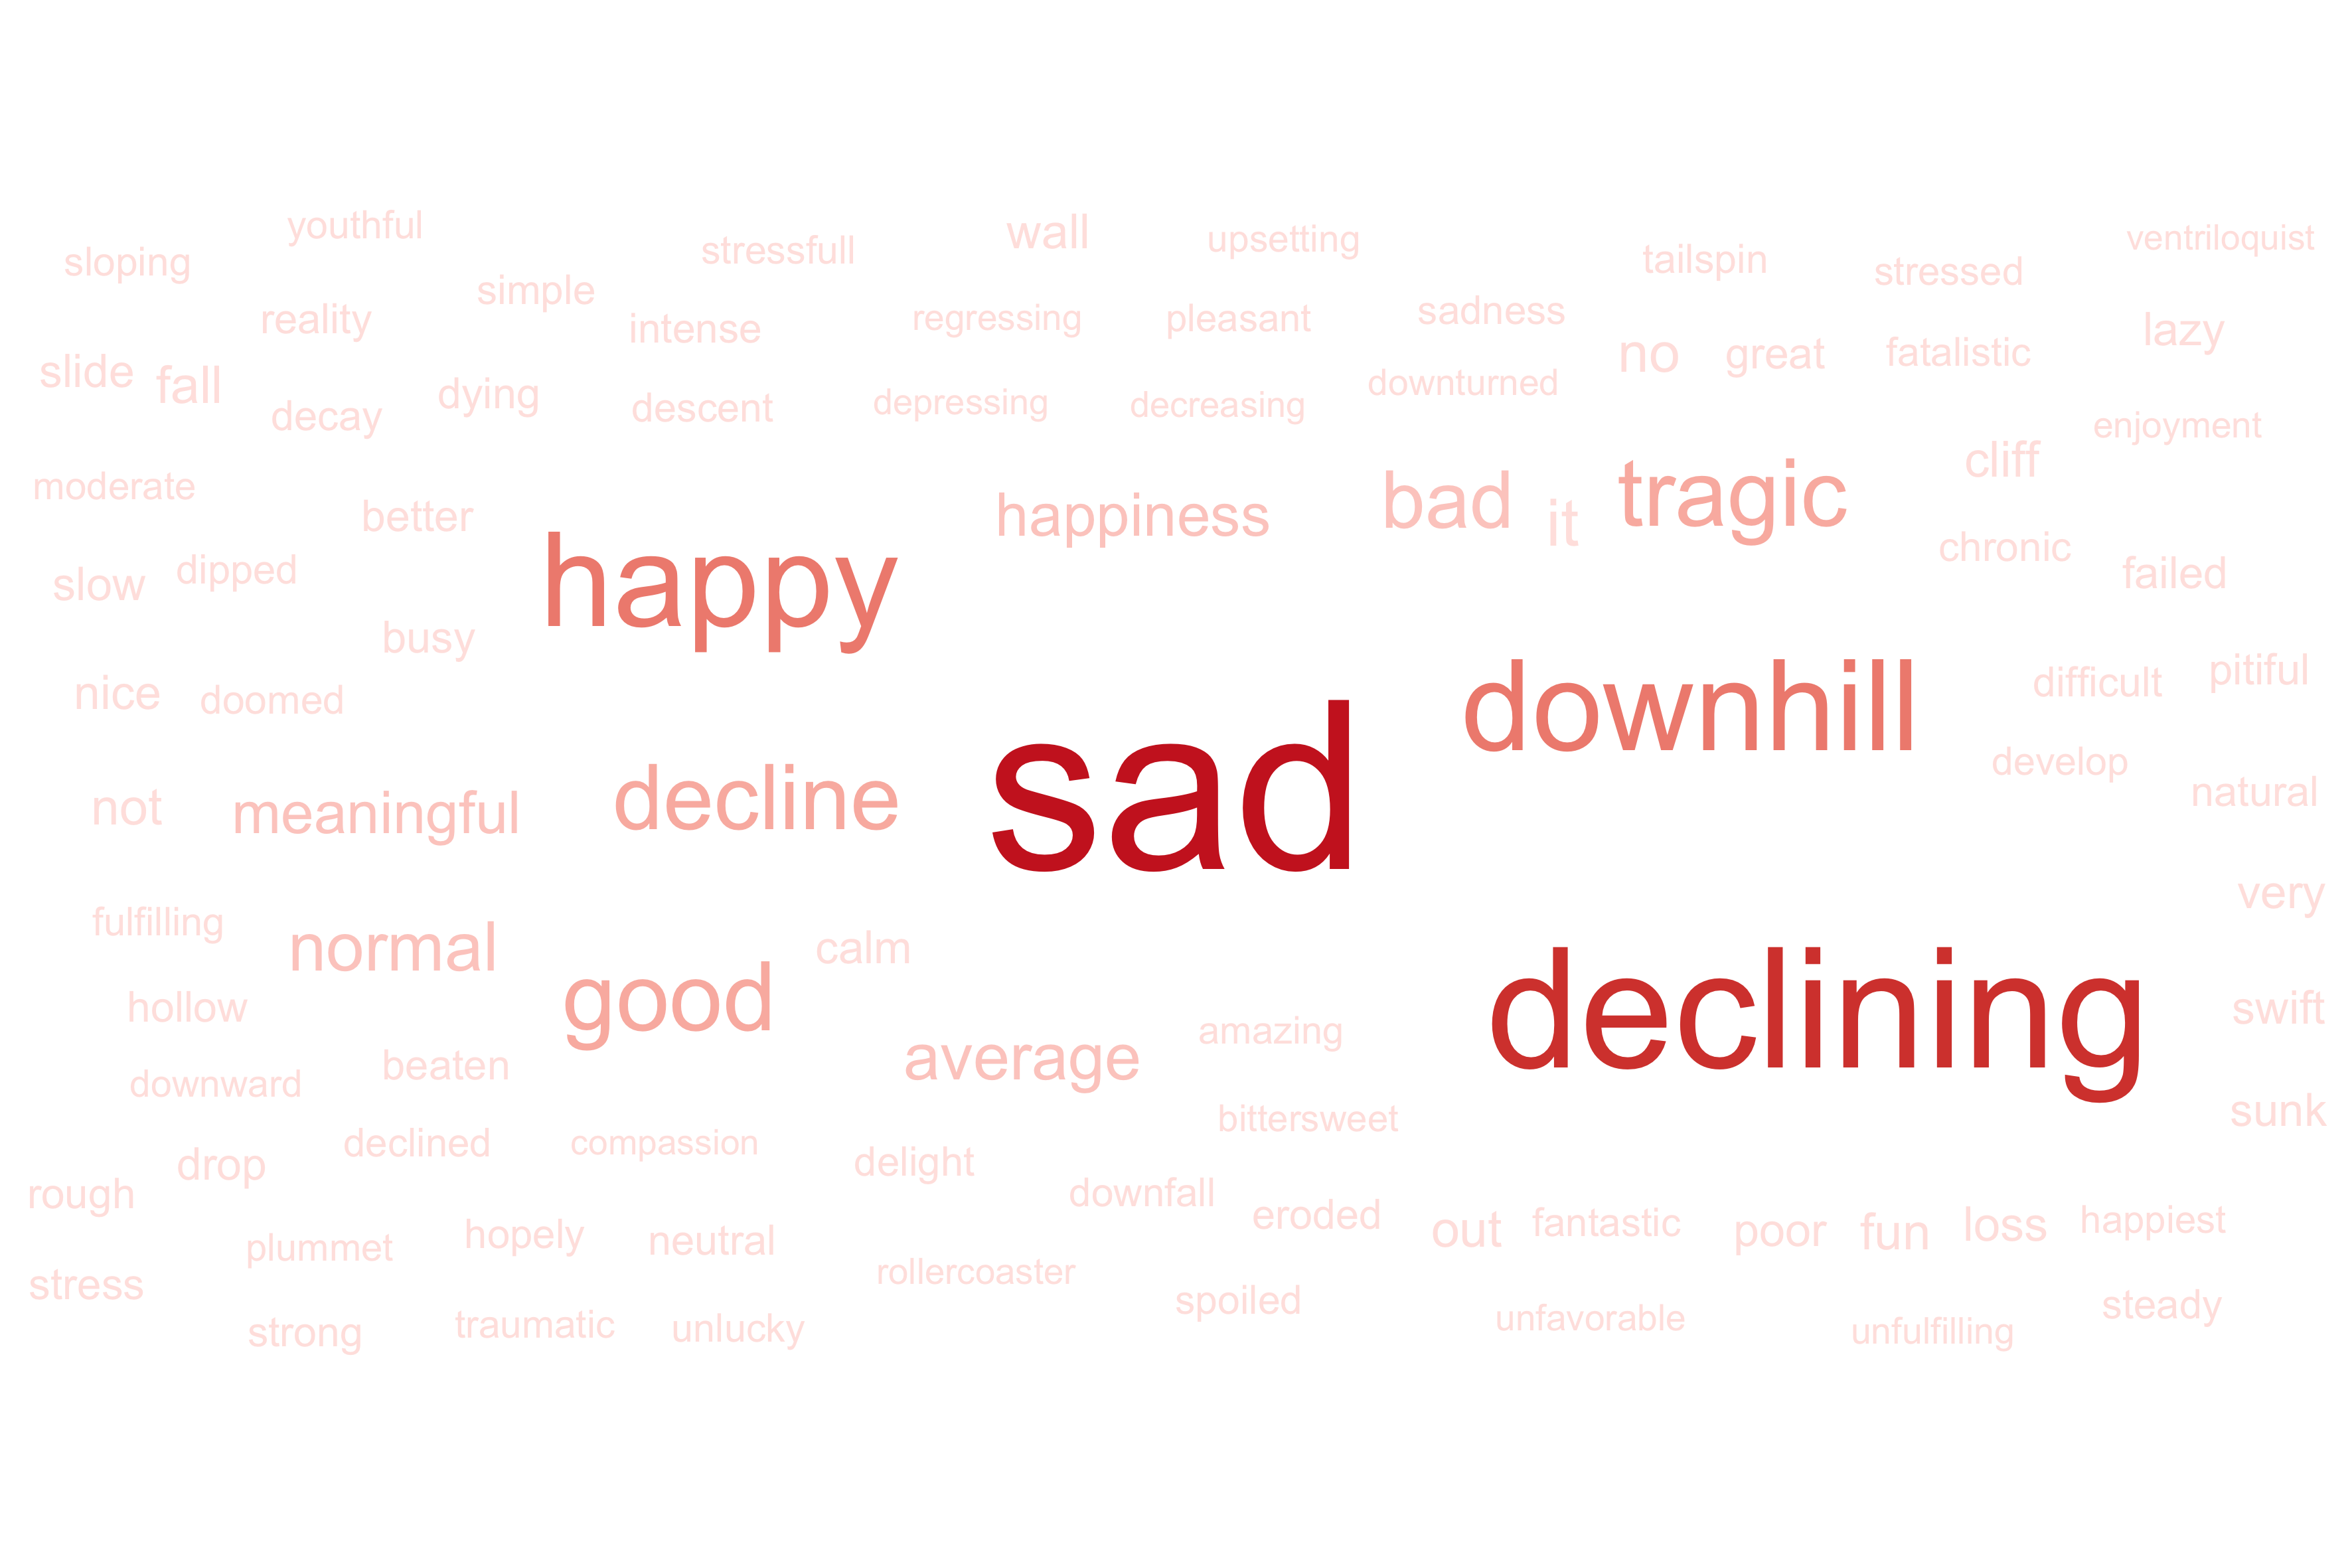 youthful
wall
upsetting
ventriloquist
sloping
stressfull
tailspin
stressed
simple
reality
intense
regressing
pleasant
sadness
lazy
slide
fall
no
great
fatalistic
decay
dying
descent
depressing
decreasing
downturned
enjoyment
moderate
better
happiness
bad
it
tragic
cliff
slow
dipped
happy
chronic
failed
busy
nice
doomed
downhill
difficult
pitiful
not
meaningful
decline
sad
develop
natural
fulfilling
normal
calm
very
hollow
good
average
amazing
declining
swift
downward
beaten
bittersweet
sunk
drop
declined
compassion
delight
rough
downfall
eroded
out
fantastic
poor
fun
loss
happiest
plummet
hopely
neutral
stress
rollercoaster
spoiled
strong
traumatic
unlucky
unfavorable
unfulfilling
steady